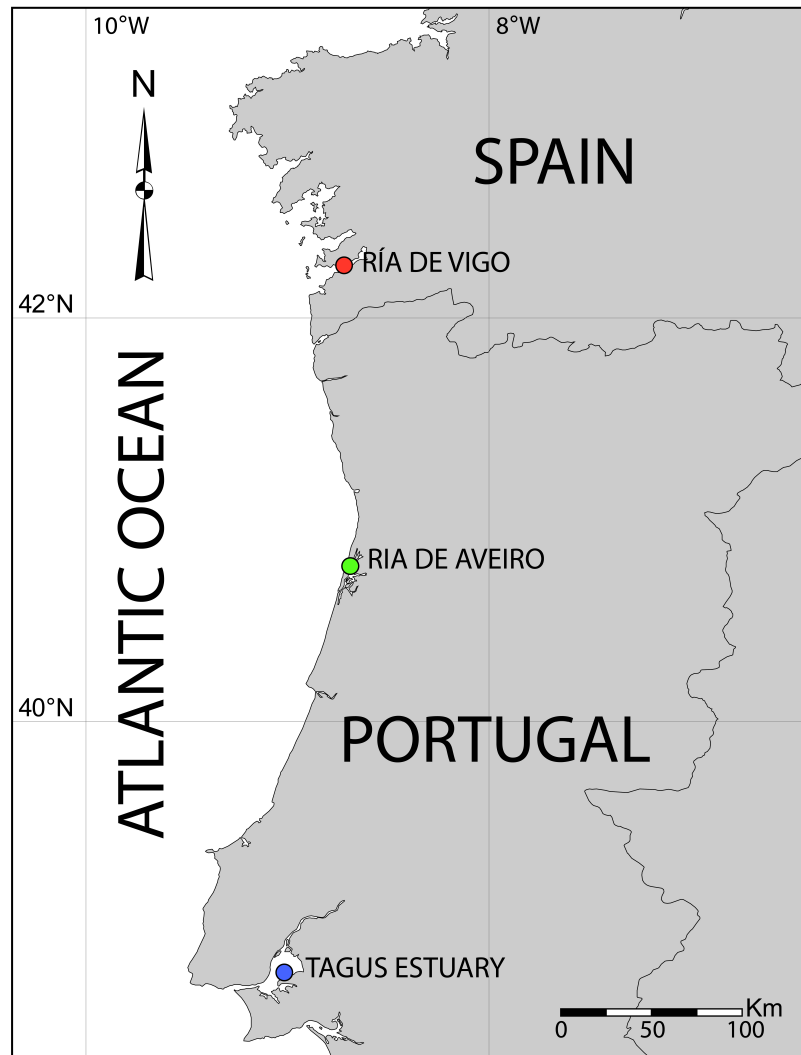 10°W
8°W
N
SPAIN
RÍA DE VIGO
42°N
ATLANTIC OCEAN
RIA DE AVEIRO
40°N
PORTUGAL
TAGUS ESTUARY
Km
0 50 100